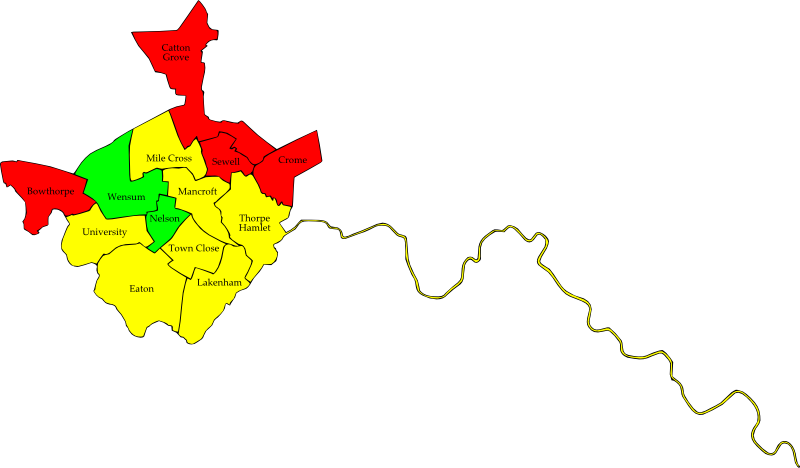 Catton
Grove
Mile Cross
Sewell
Crome
Bowthorpe
Wensum
Mancroft
Nelson
Thorpe
Hamlet
University
Town Close
Eaton
Lakenham